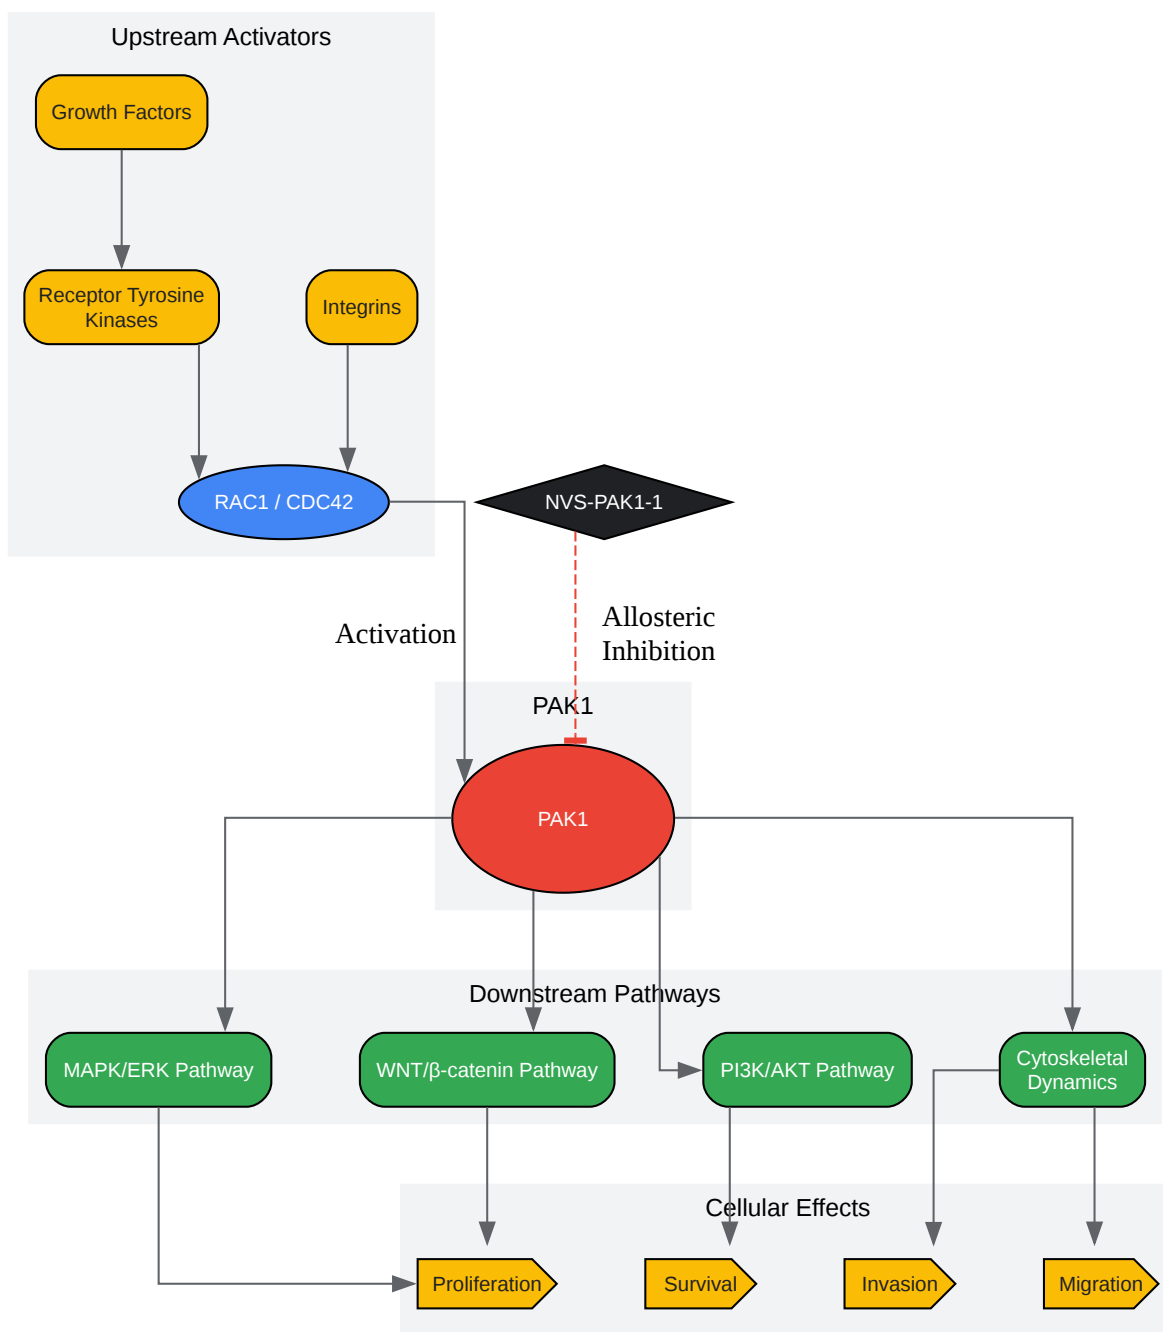 Upstream Activators
Growth Factors
Receptor Tyrosine
Kinases
Integrins
RAC1 / CDC42
NVS-PAK1-1
Activation
Allosteric
Inhibition
PAK1
PAK1
Downstream Pathways
MAPK/ERK Pathway
WNT/β-catenin Pathway
PI3K/AKT Pathway
Cytoskeletal
Dynamics
Cellular Effects
Proliferation
Survival
Invasion
Migration